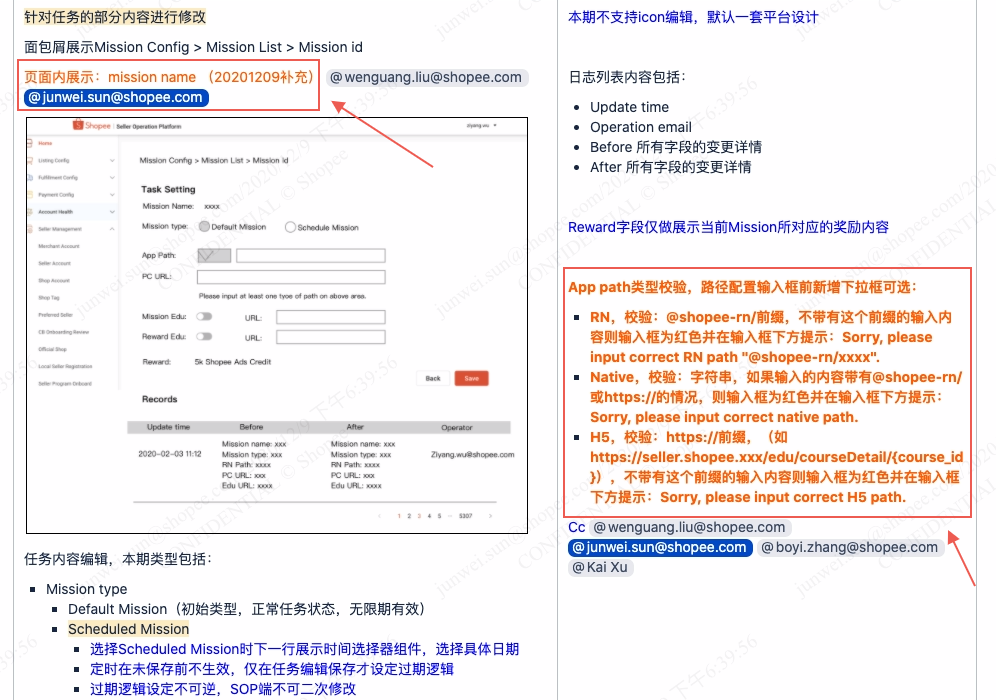 针对任务的部分内容进行修改
面包屑展示Mission Config > Mission List > Mission id
页面内展示：mission name （20201209补充） @wenguang.liu@shopee.com
@junwei.sun@shopee.com
Shopee Seller Operation Platform
ziyang.wu
Home
Listing Config
Fulfillment Config
Payment Config
Account Health
Seller Management
Merchant Account
Seller Account
Shop Account
Shop Tag
Preferred Seller
CB Onboarding Review
Official Shop
Local Seller Registration
Seller Program Onboard
Mission Config > Mission List > Mission id
Task Setting
Mission Name: xxxx
Mission type: Default Mission Schedule Mission
App Path:
PC URL:
Please input at least one tyoe of path on above area.
Mission Edu: URL:
Reward Edu: URL:
Reward: 5k Shopee Ads Credit
Back Save
Records
Update time Before After Operator
2020-02-03 11:12
Mission name: xxx
Mission type: xxx
RN Path: xxxx
PC URL: xxx
Edu URL: xxxx
Mission name: xxx
Mission type: xxx
RN Path: xxxx
PC URL: xxx
Edu URL: xxxx
Ziyang.wu@shopee.com
1 2 3 4 5 ··· 5307
任务内容编辑，本期类型包括：
Mission type
Default Mission（初始类型，正常任务状态，无限期有效）
Scheduled Mission
选择Scheduled Mission时下一行展示时间选择器组件，选择具体日期
定时在未保存前不生效，仅在任务编辑保存才设定过期逻辑
过期逻辑设定不可逆，SOP端不可二次修改
本期不支持icon编辑，默认一套平台设计
日志列表内容包括：
Update time
Operation email
Before 所有字段的变更详情
After 所有字段的变更详情
Reward字段仅做展示当前Mission所对应的奖励内容
App path类型校验，路径配置输入框前新增下拉框可选：
RN，校验：@shopee-rn/前缀，不带有这个前缀的输入内
容则输入框为红色并在输入框下方提示：Sorry, please
input correct RN path "@shopee-rn/xxxx".
Native，校验：字符串，如果输入的内容带有@shopee-rn/
或https://的情况，则输入框为红色并在输入框下方提示：
Sorry, please input correct native path.
H5，校验：https://前缀，（如
https://seller.shopee.xxx/edu/courseDetail/{course_id
}），不带有这个前缀的输入内容则输入框为红色并在输入框
下方提示：Sorry, please input correct H5 path.
Cc @wenguang.liu@shopee.com
@junwei.sun@shopee.com @boyi.zhang@shopee.com
@Kai Xu